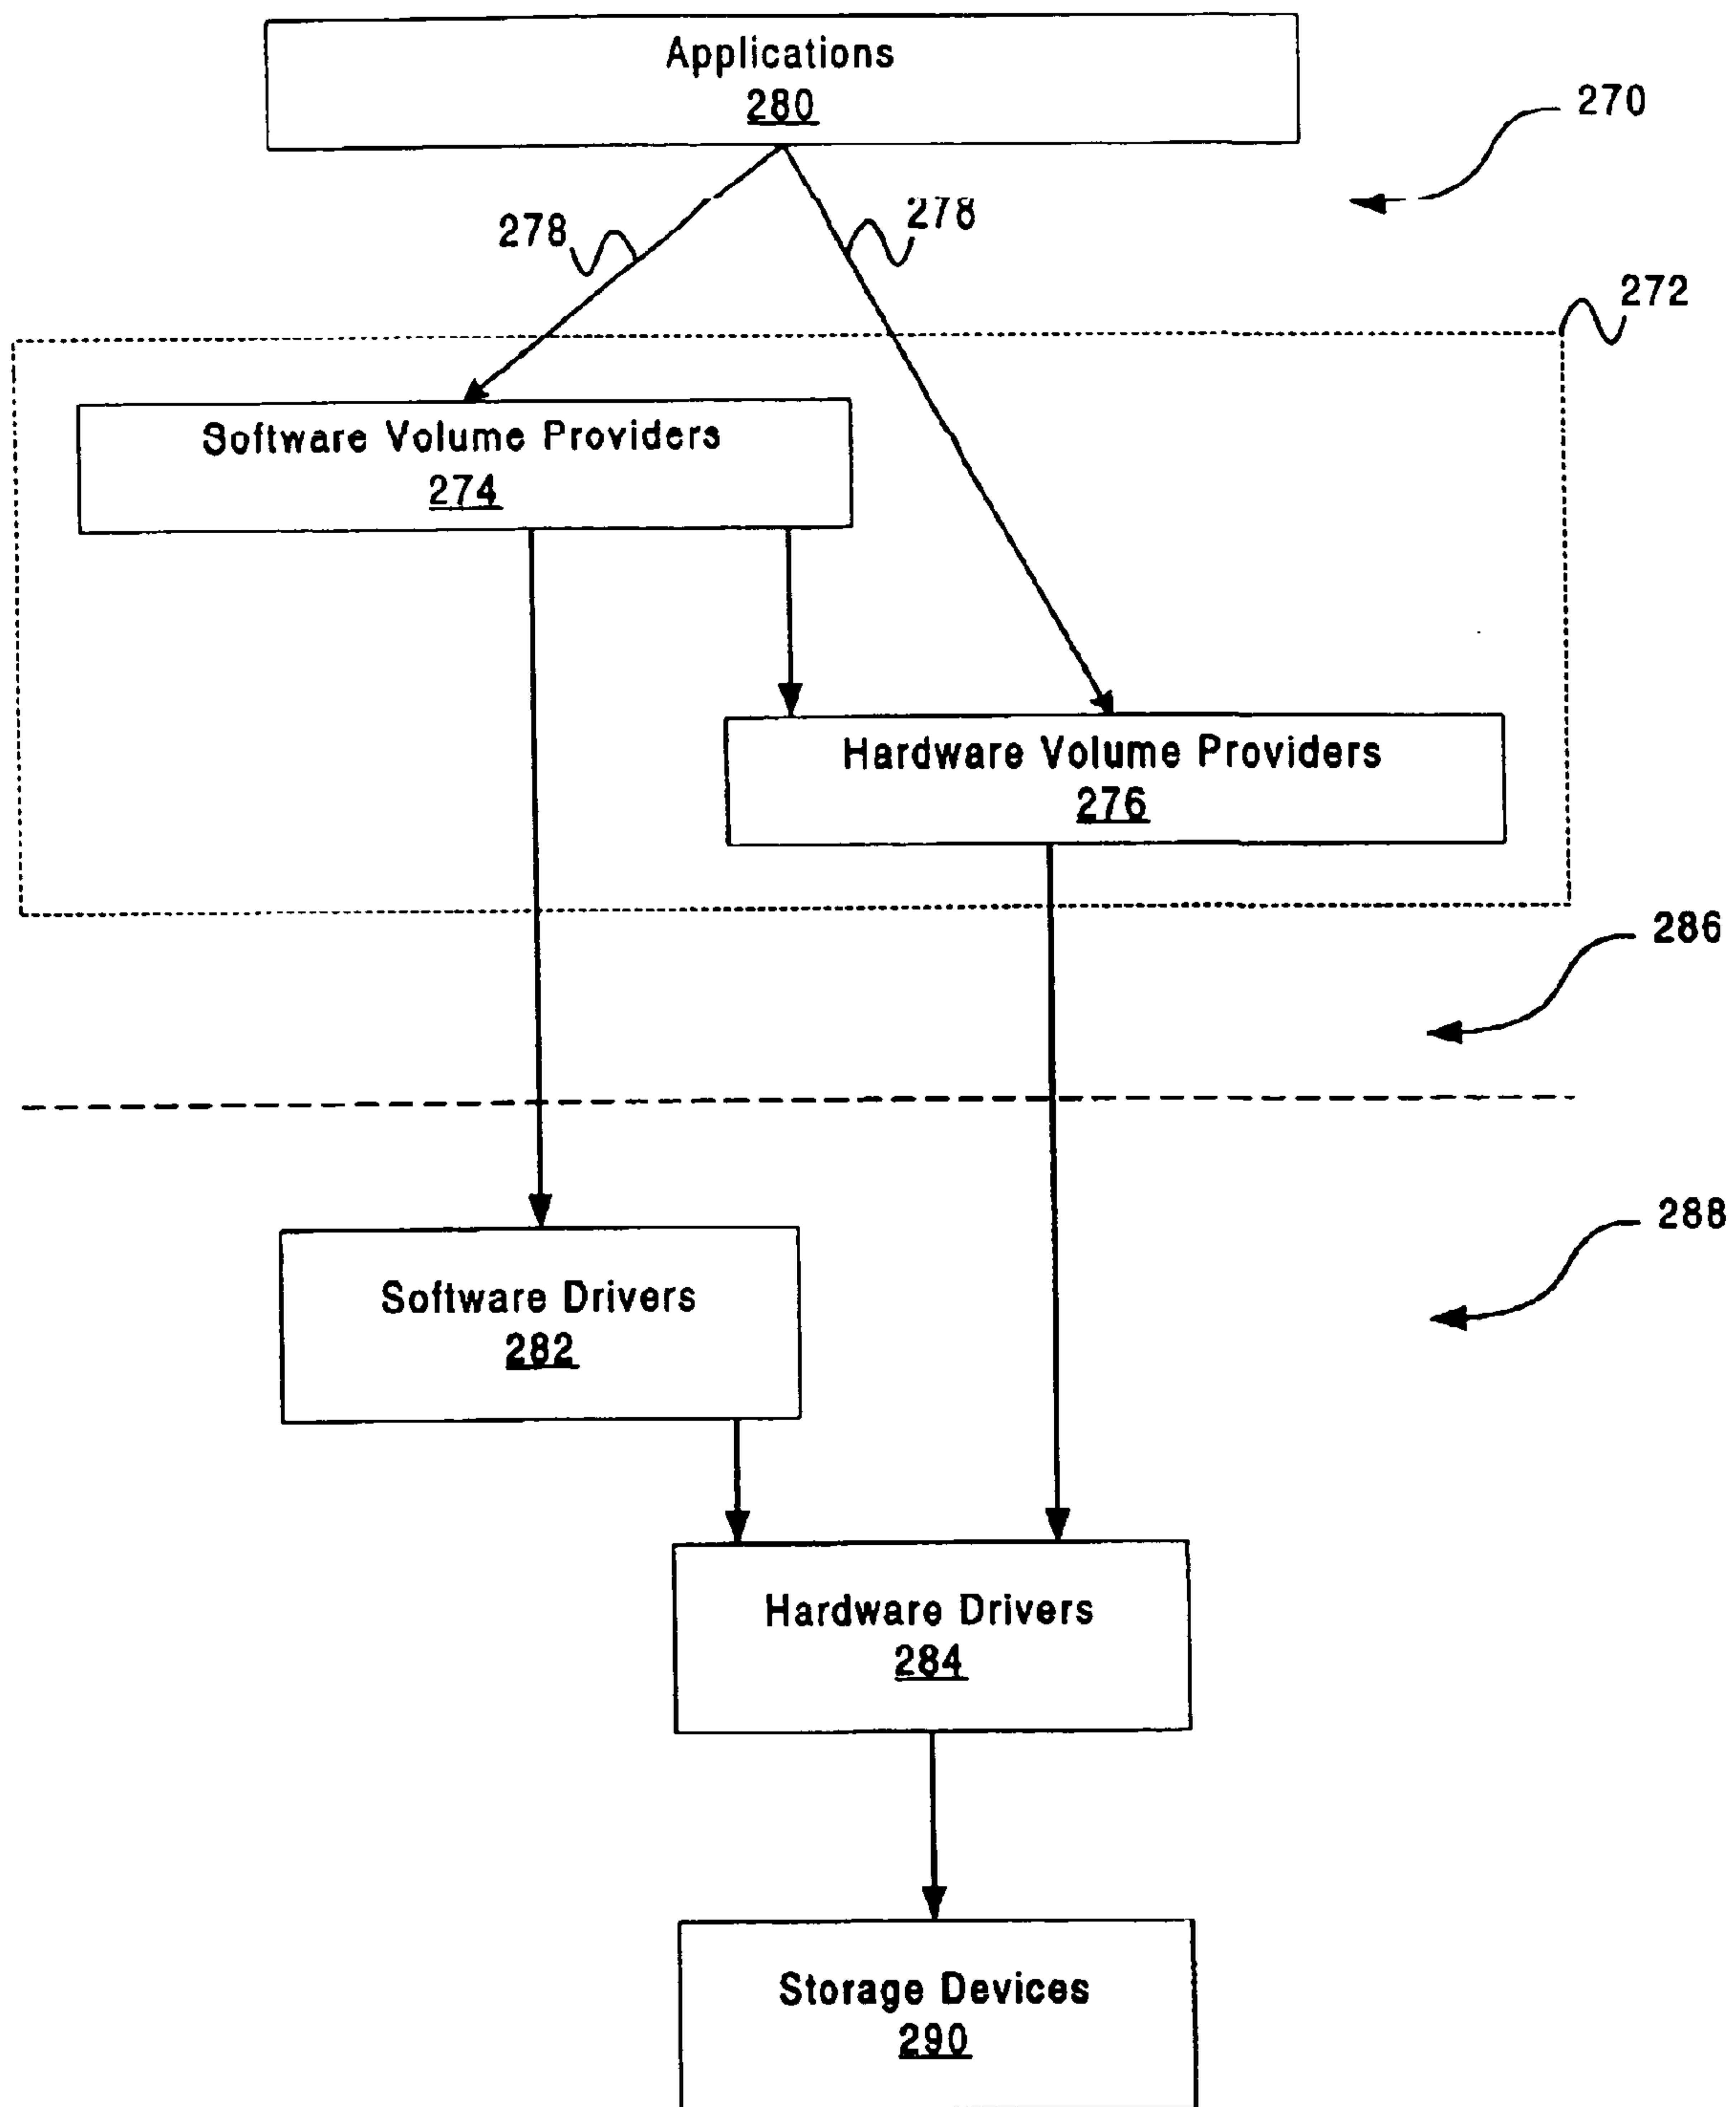 Applications
280
270
278
278
272
Software Volume Providers
274
Hardware Volume Providers
276
286
288
Software Drivers
282
Hardware Drivers
284
Storage Devices
290